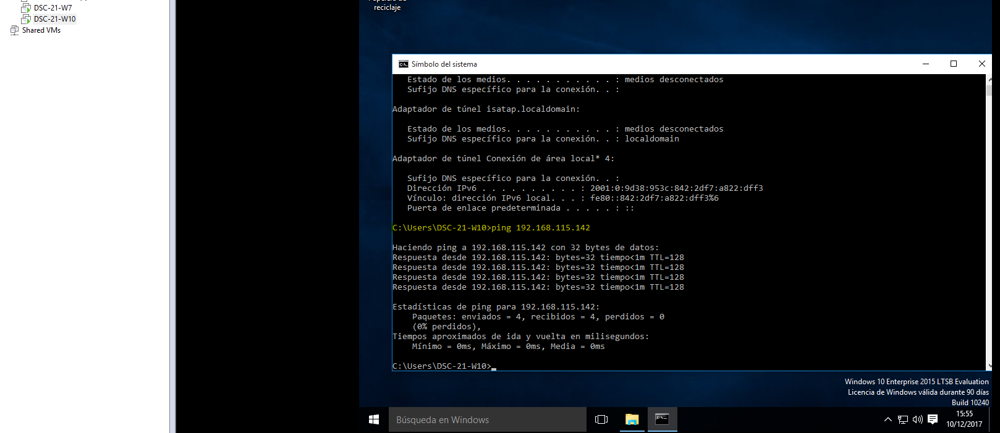 DSC-21-W7
DSC-21-W10
Shared VMs
reciclaje
Símbolo del sistema
Estado de los medios. . . . . . . . . . . : medios desconectados
Sufijo DNS específico para la conexión. . :
Adaptador de túnel isatap.localdomain:
Estado de los medios. . . . . . . . . . . : medios desconectados
Sufijo DNS específico para la conexión. . : localdomain
Adaptador de túnel Conexión de área local* 4:
Sufijo DNS específico para la conexión. . :
Dirección IPv6 . . . . . . . . . . : 2001:0:9d38:953c:842:2df7:a822:dff3
Vínculo: dirección IPv6 local. . . : fe80::842:2df7:a822:dff3%6
Puerta de enlace predeterminada . . . . . : ::
C:\Users\DSC-21-W10>ping 192.168.115.142
Haciendo ping a 192.168.115.142 con 32 bytes de datos:
Respuesta desde 192.168.115.142: bytes=32 tiempo<1m TTL=128
Respuesta desde 192.168.115.142: bytes=32 tiempo<1m TTL=128
Respuesta desde 192.168.115.142: bytes=32 tiempo<1m TTL=128
Respuesta desde 192.168.115.142: bytes=32 tiempo<1m TTL=128
Estadísticas de ping para 192.168.115.142:
Paquetes: enviados = 4, recibidos = 4, perdidos = 0
(0% perdidos),
Tiempos aproximados de ida y vuelta en milisegundos:
Mínimo = 0ms, Máximo = 0ms, Media = 0ms
C:\Users\DSC-21-W10>
Windows 10 Enterprise 2015 LTSB Evaluation
Licencia de Windows válida durante 90 días
Build 10240
Búsqueda en Windows
15:55
10/12/2017